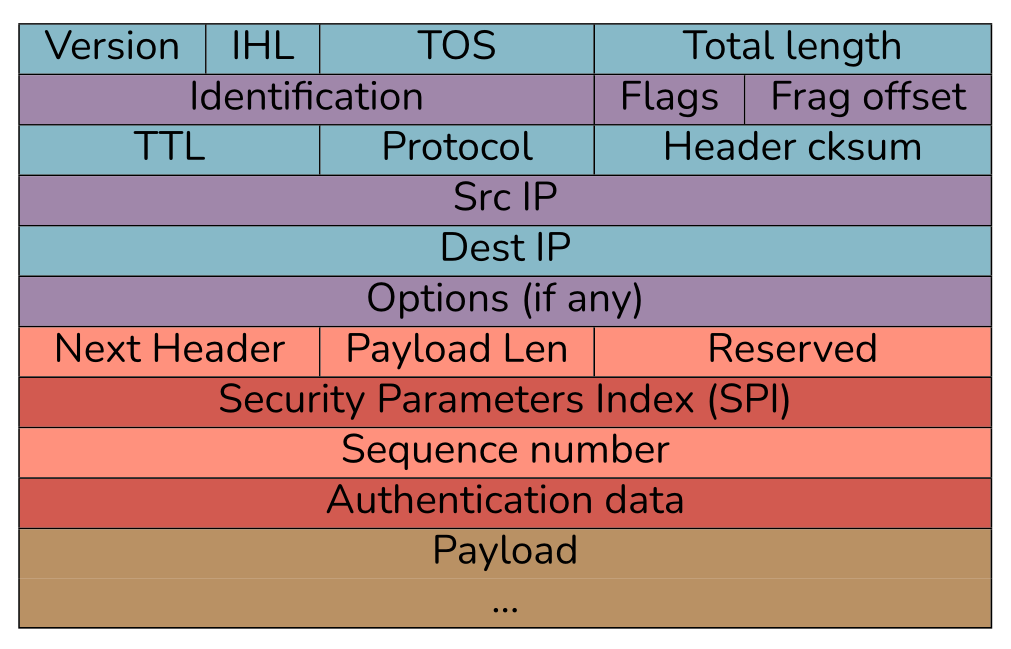 Version IHL TOS Total length
Identification Flags Frag offset
TTL Protocol Header cksum
Src IP
Dest IP
Options (if any)
Next Header Payload Len Reserved
Security Parameters Index (SPI)
Sequence number
Authentication data
Payload
...